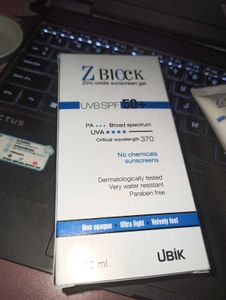 Z BLOCK
Zinc oxide sunscreen gel
UVB SPF 50+
PA +++ Broad spectrum
UVA ★★★★
Critical wavelength 370
No chemicals
sunscreens
Dermatologically tested
Very water resistant
Paraben free
Non opaque • Ultra light • Velvety feel
ml
UBIK